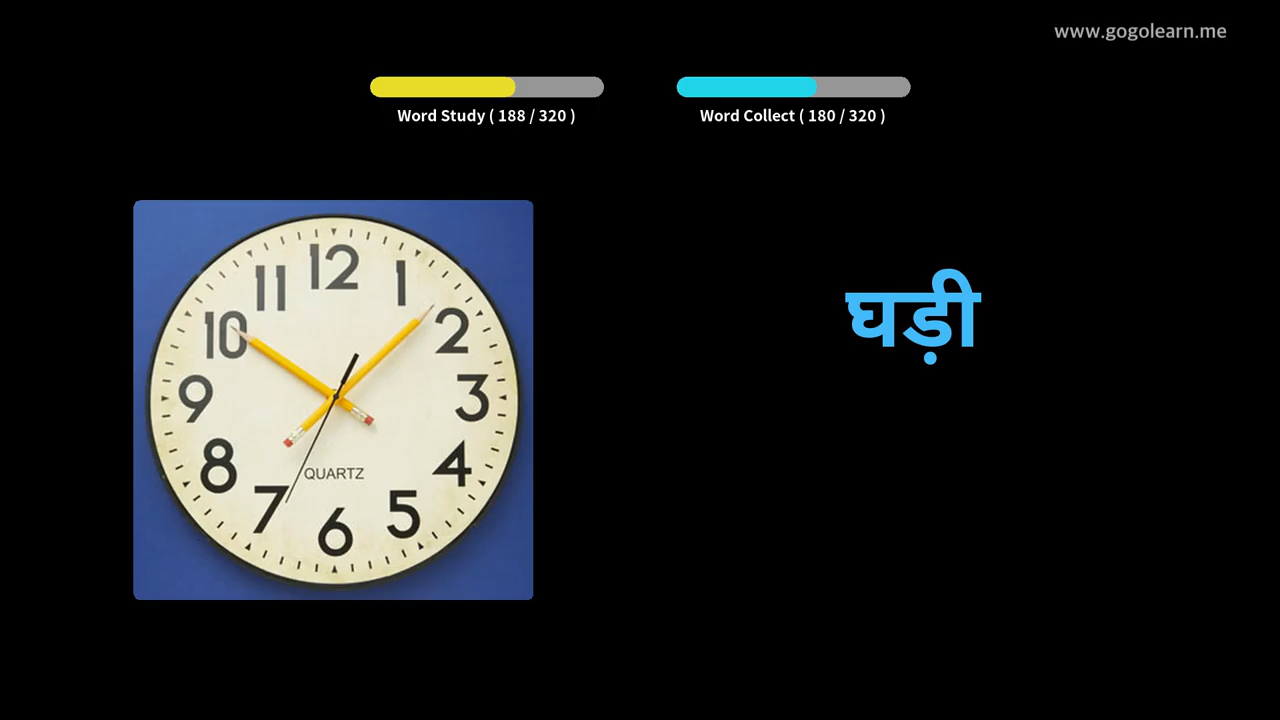 www.gogolearn.me
Word Study ( 188 / 320 )
Word Collect ( 180 / 320 )
12
11
1
10
2
9
3
8
4
QUARTZ
7
5
6
घड़ी